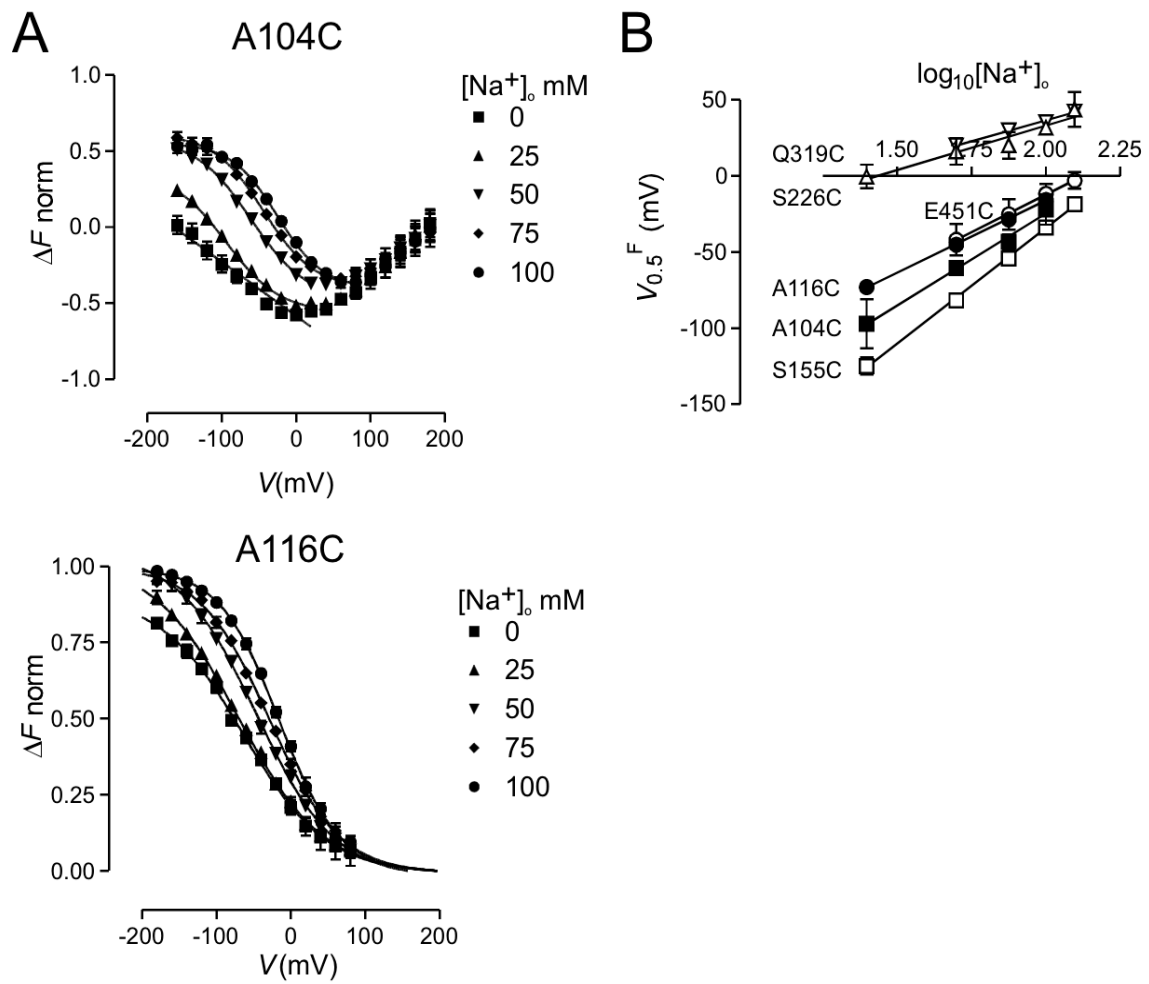 A
A104C
[Na+]o mM
0
25
50
75
100
1.0
0.5
0.0
-0.5
-1.0
ΔF norm
-200 -100 0 100 200
V(mV)
A116C
[Na+]o mM
0
25
50
75
100
1.00
0.75
0.50
0.25
0.00
ΔF norm
-200 -100 0 100 200
V(mV)
B
log10[Na+]o
50
0
-50
-100
-150
V0.5F (mV)
1.50 .75 2.00 2.25
Q319C
S226C
E451C
A116C
A104C
S155C